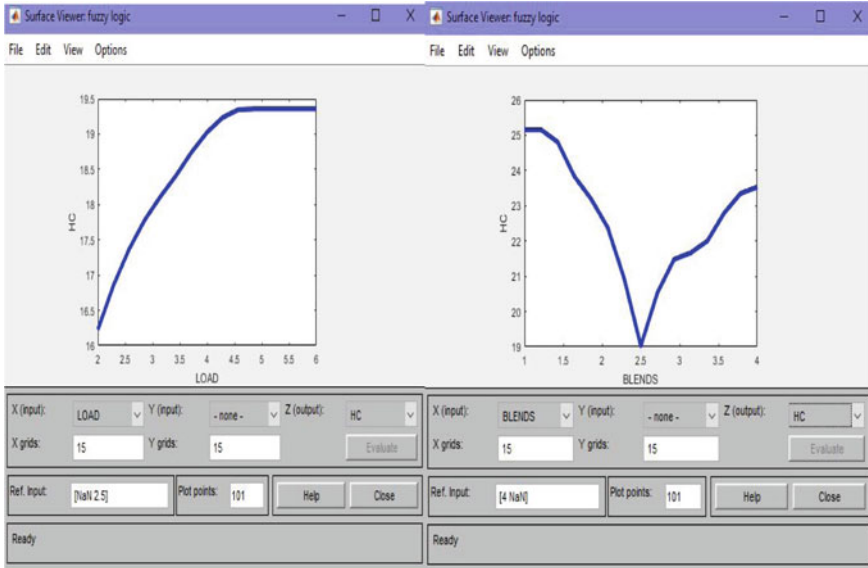 Surface Viewer: fuzzy logic
File Edit View Options
19.5
19
18.5
18
17.5
17
16.5
16
HC
2 2.5 3 3.5 4 4.5 5 5.5 6
LOAD
X (input): LOAD Y (input): - none - Z (output): HC
X grids: 15 Y grids: 15 Evaluate
Ref. Input: [NaN 2.5] Plot points: 101 Help Close
Ready
Surface Viewer: fuzzy logic
File Edit View Options
26
25
24
23
22
21
20
19
HC
1 1.5 2 2.5 3 3.5 4
BLENDS
X (input): BLENDS Y (input): - none - Z (output): HC
X grids: 15 Y grids: 15 Evaluate
Ref. Input: [4 NaN] Plot points: 101 Help Close
Ready